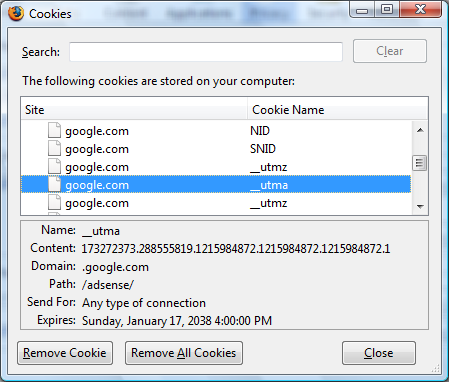 Cookies
Search:
Clear
The following cookies are stored on your computer:
Site Cookie Name
google.com NID
google.com SNID
google.com __utmz
google.com __utma
google.com __utmz
Name: __utma
Content: 173272373.288555819.1215984872.1215984872.1215984872.1
Domain: .google.com
Path: /adsense/
Send For: Any type of connection
Expires: Sunday, January 17, 2038 4:00:00 PM
Remove Cookie Remove All Cookies Close